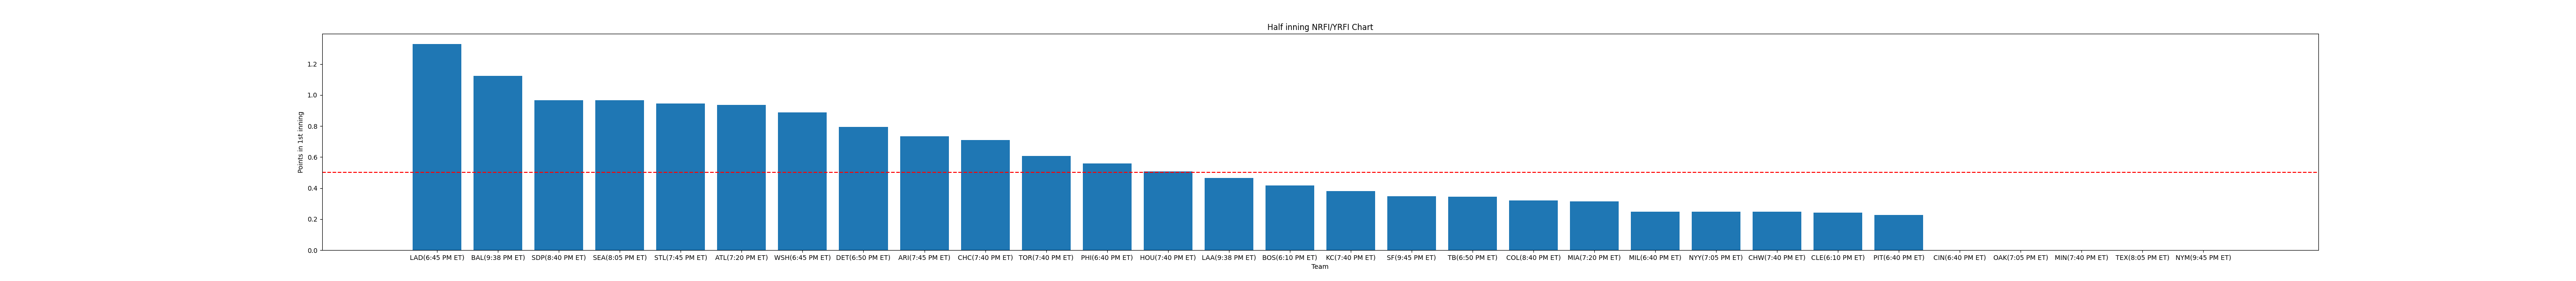 Half inning NRFI/YRFI Chart
Points in 1st inning
1.2
1.0
0.8
0.6
0.4
0.2
0.0
LAD(6:45 PM ET) BAL(9:38 PM ET) SDP(8:40 PM ET) SEA(8:05 PM ET) STL(7:45 PM ET) ATL(7:20 PM ET) WSH(6:45 PM ET) DET(6:50 PM ET) ARI(7:45 PM ET) CHC(7:40 PM ET) TOR(7:40 PM ET) PHI(6:40 PM ET) HOU(7:40 PM ET) LAA(9:38 PM ET) BOS(6:10 PM ET) KC(7:40 PM ET) SF(9:45 PM ET) TB(6:50 PM ET) COL(8:40 PM ET) MIA(7:20 PM ET) MIL(6:40 PM ET) NYY(7:05 PM ET) CHW(7:40 PM ET) CLE(6:10 PM ET) PIT(6:40 PM ET) CIN(6:40 PM ET) OAK(7:05 PM ET) MIN(7:40 PM ET) TEX(8:05 PM ET) NYM(9:45 PM ET)
Team